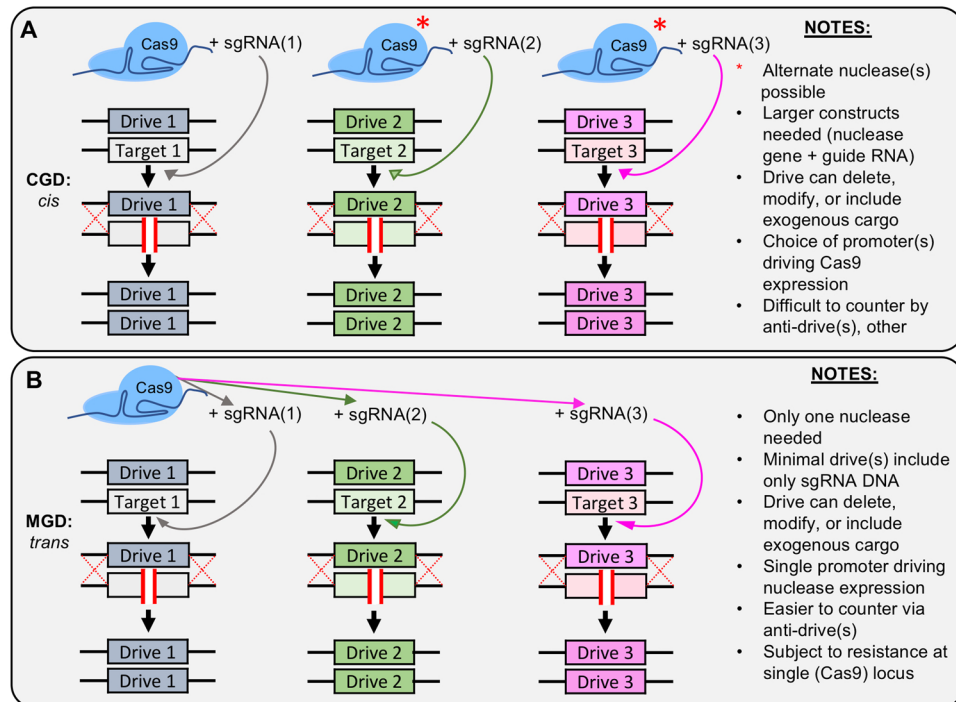 A
Cas9
*
Cas9
*
Cas9
+ sgRNA(1)
+ sgRNA(2)
+ sgRNA(3)
Drive 1
Drive 2
Drive 3
Target 1
Target 2
Target 3
CGD:
cis
Drive 1
Drive 2
Drive 3
Drive 1
Drive 2
Drive 3
Drive 1
Drive 2
Drive 3
NOTES:
* Alternate nuclease(s)
possible
• Larger constructs
needed (nuclease
gene + guide RNA)
• Drive can delete,
modify, or include
exogenous cargo
• Choice of promoter(s)
driving Cas9
expression
• Difficult to counter by
anti-drive(s), other
B
Cas9
+ sgRNA(1)
+ sgRNA(2)
+ sgRNA(3)
Drive 1
Drive 2
Drive 3
Target 1
Target 2
Target 3
MGD:
trans
Drive 1
Drive 2
Drive 3
Drive 1
Drive 2
Drive 3
Drive 1
Drive 2
Drive 3
NOTES:
• Only one nuclease
needed
• Minimal drive(s) include
only sgRNA DNA
• Drive can delete,
modify, or include
exogenous cargo
• Single promoter driving
nuclease expression
• Easier to counter via
anti-drive(s)
• Subject to resistance at
single (Cas9) locus